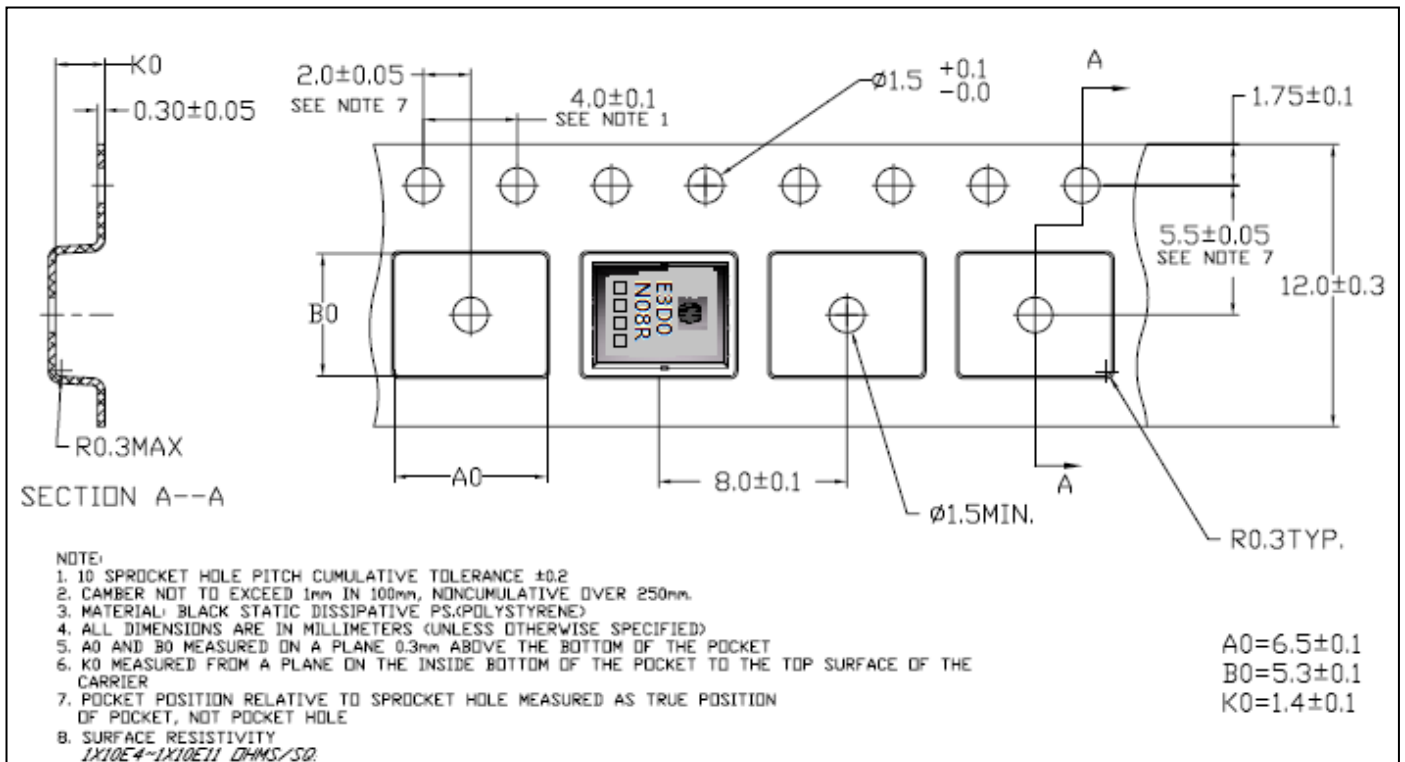 K0
0.30±0.05
2.0±0.05
SEE NOTE 7
4.0±0.1
SEE NOTE 1
Ø1.5 +0.1
-0.0
A
1.75±0.1
5.5±0.05
SEE NOTE 7
12.0±0.3
B0
E3D0
N08R
□□□□
R0.3MAX
A0
8.0±0.1
A
Ø1.5MIN.
R0.3TYP.
SECTION A--A
NOTE:
1. 10 SPROCKET HOLE PITCH CUMULATIVE TOLERANCE ±0.2
2. CAMBER NOT TO EXCEED 1mm IN 100mm, NONCUMULATIVE OVER 250mm.
3. MATERIAL: BLACK STATIC DISSIPATIVE PS.(POLYSTYRENE)
4. ALL DIMENSIONS ARE IN MILLIMETERS (UNLESS OTHERWISE SPECIFIED)
5. A0 AND B0 MEASURED ON A PLANE 0.3mm ABOVE THE BOTTOM OF THE POCKET
6. K0 MEASURED FROM A PLANE ON THE INSIDE BOTTOM OF THE POCKET TO THE TOP SURFACE OF THE
CARRIER
7. POCKET POSITION RELATIVE TO SPROCKET HOLE MEASURED AS TRUE POSITION
OF POCKET, NOT POCKET HOLE
8. SURFACE RESISTIVITY
1X10E4~1X10E11 OHMS/SQ.
A0=6.5±0.1
B0=5.3±0.1
K0=1.4±0.1